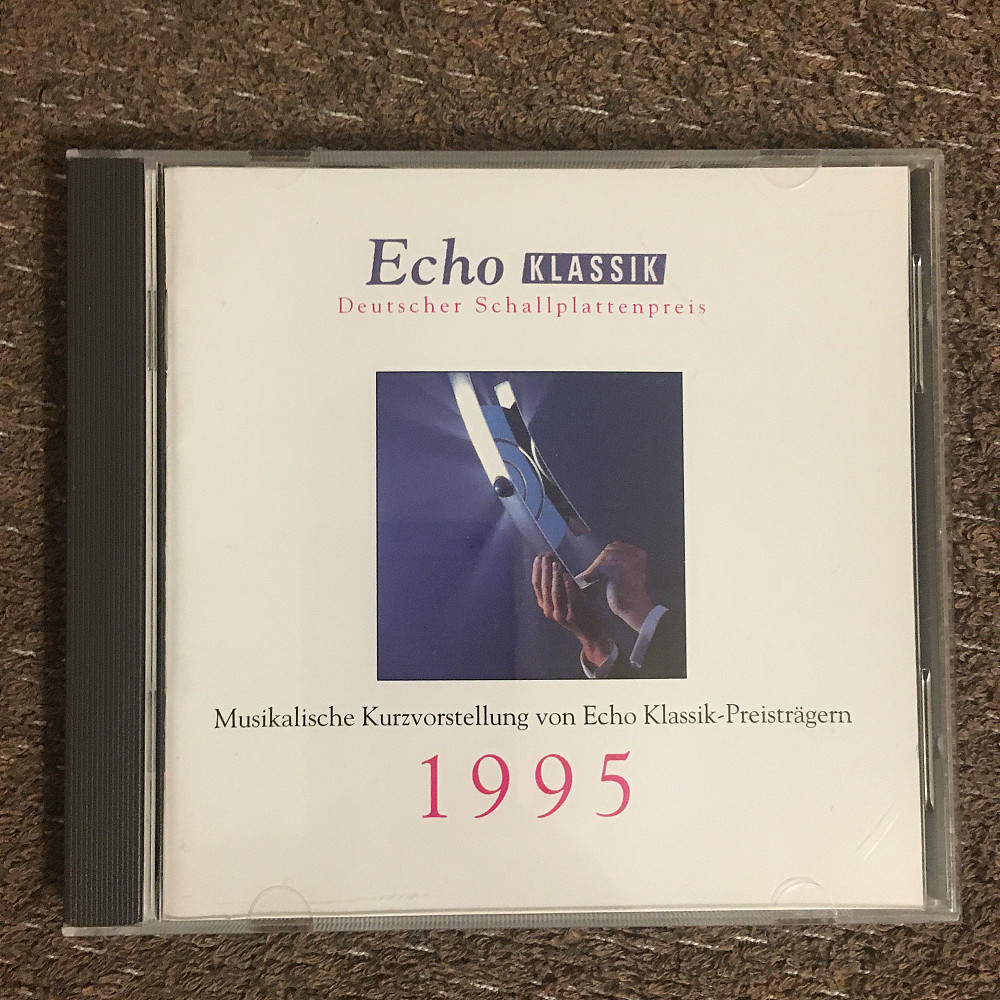 Echo KLASSIK
Deutscher Schallplattenpreis
Musikalische Kurzvorstellung von Echo Klassik-Preisträgern
1995